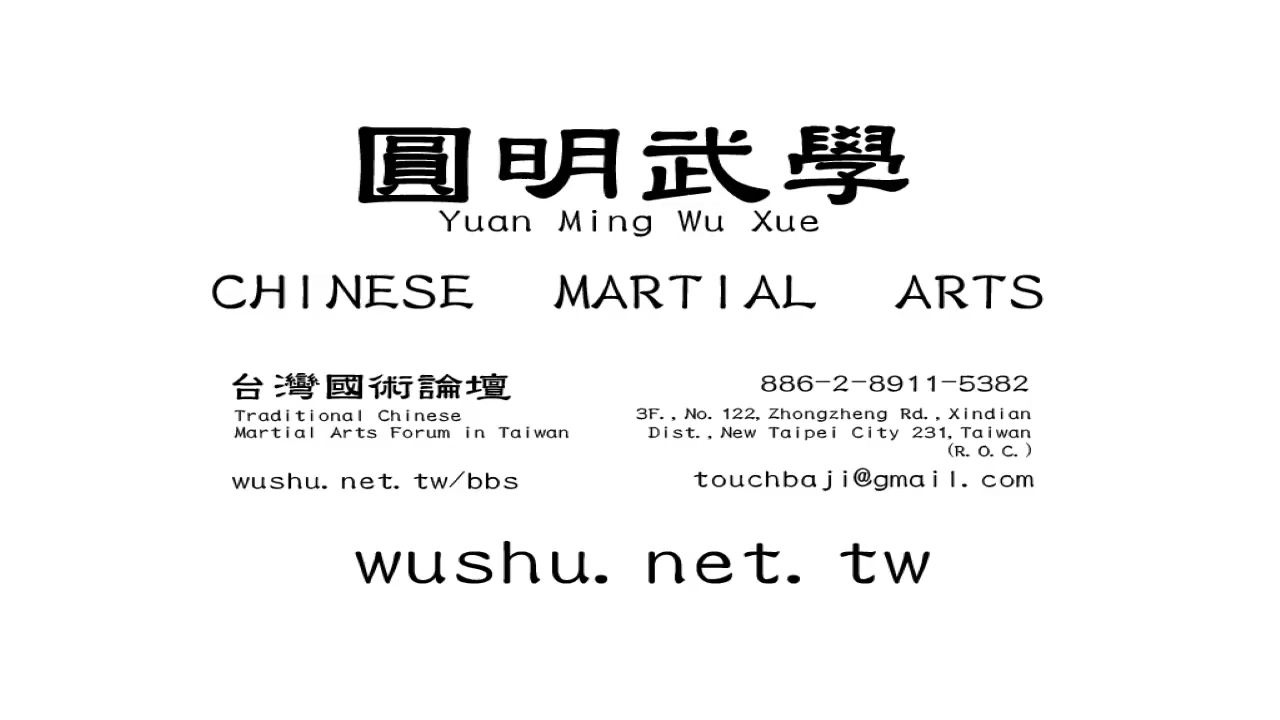 圓明武學
Yuan Ming Wu Xue
CHINESE MARTIAL ARTS
台灣國術論壇
Traditional Chinese
Martial Arts Forum in Taiwan
wushu.net.tw/bbs
886-2-8911-5382
3F., No. 122, Zhongzheng Rd., Xindian
Dist., New Taipei City 231, Taiwan
(R.O.C.)
touchbaji@gmail.com
wushu.net.tw